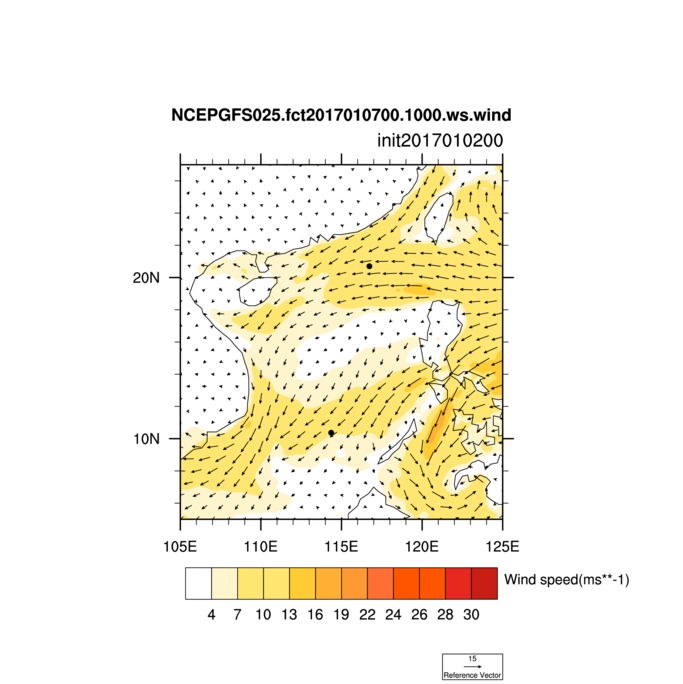 NCEPGFS025.fct2017010700.1000.ws.wind
init2017010200
20N
10N
105E 110E 115E 120E 125E
Wind speed(ms**-1)
4 7 10 13 16 19 22 24 26 28 30
15
Reference Vector